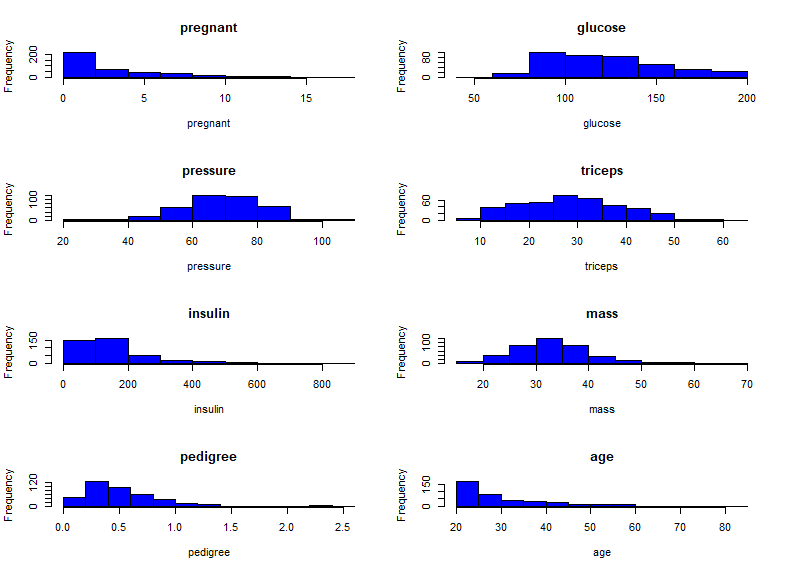 pregnant
Frequency
0 200
0 5 10 15
pregnant
glucose
Frequency
0 80
50 100 150 200
glucose
pressure
Frequency
0 100
20 40 60 80 100
pressure
triceps
Frequency
0 60
10 20 30 40 50 60
triceps
insulin
Frequency
0 150
0 200 400 600 800
insulin
mass
Frequency
0 100
20 30 40 50 60 70
mass
pedigree
Frequency
0 120
0.0 0.5 1.0 1.5 2.0 2.5
pedigree
age
Frequency
0 150
20 30 40 50 60 70 80
age